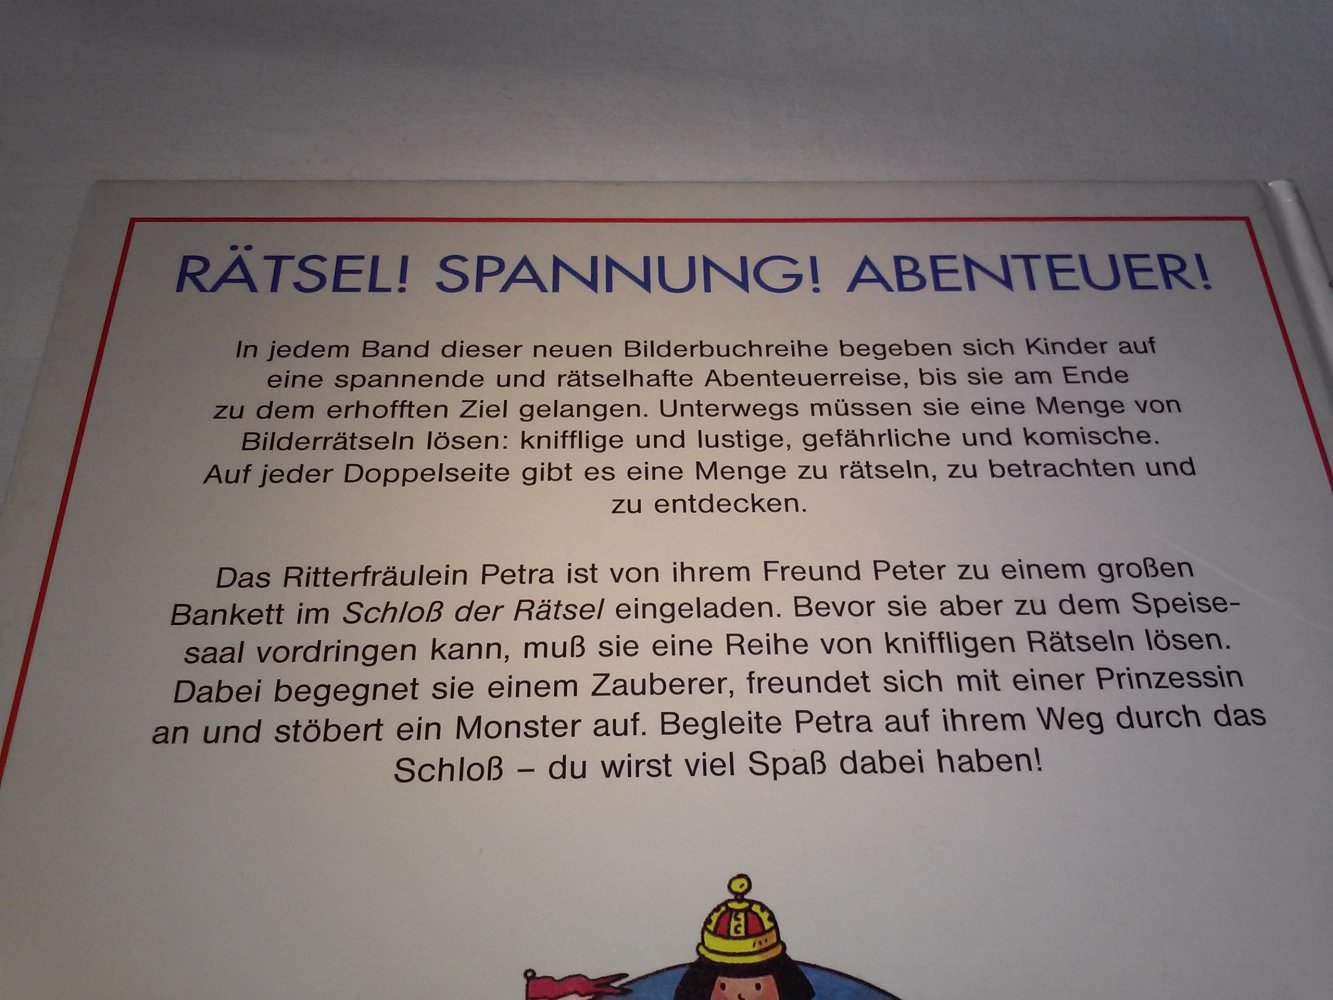 RÄTSEL! SPANNUNG! ABENTEUER!
In jedem Band dieser neuen Bilderbuchreihe begeben sich Kinder auf
eine spannende und rätselhafte Abenteuerreise, bis sie am Ende
zu dem erhofften Ziel gelangen. Unterwegs müssen sie eine Menge von
Bilderrätseln lösen: knifflige und lustige, gefährliche und komische.
Auf jeder Doppelseite gibt es eine Menge zu rätseln, zu betrachten und
zu entdecken.
Das Ritterfräulein Petra ist von ihrem Freund Peter zu einem großen
Bankett im Schloß der Rätsel eingeladen. Bevor sie aber zu dem Speise-
saal vordringen kann, muß sie eine Reihe von kniffligen Rätseln lösen.
Dabei begegnet sie einem Zauberer, freundet sich mit einer Prinzessin
an und stöbert ein Monster auf. Begleite Petra auf ihrem Weg durch das
Schloß – du wirst viel Spaß dabei haben!